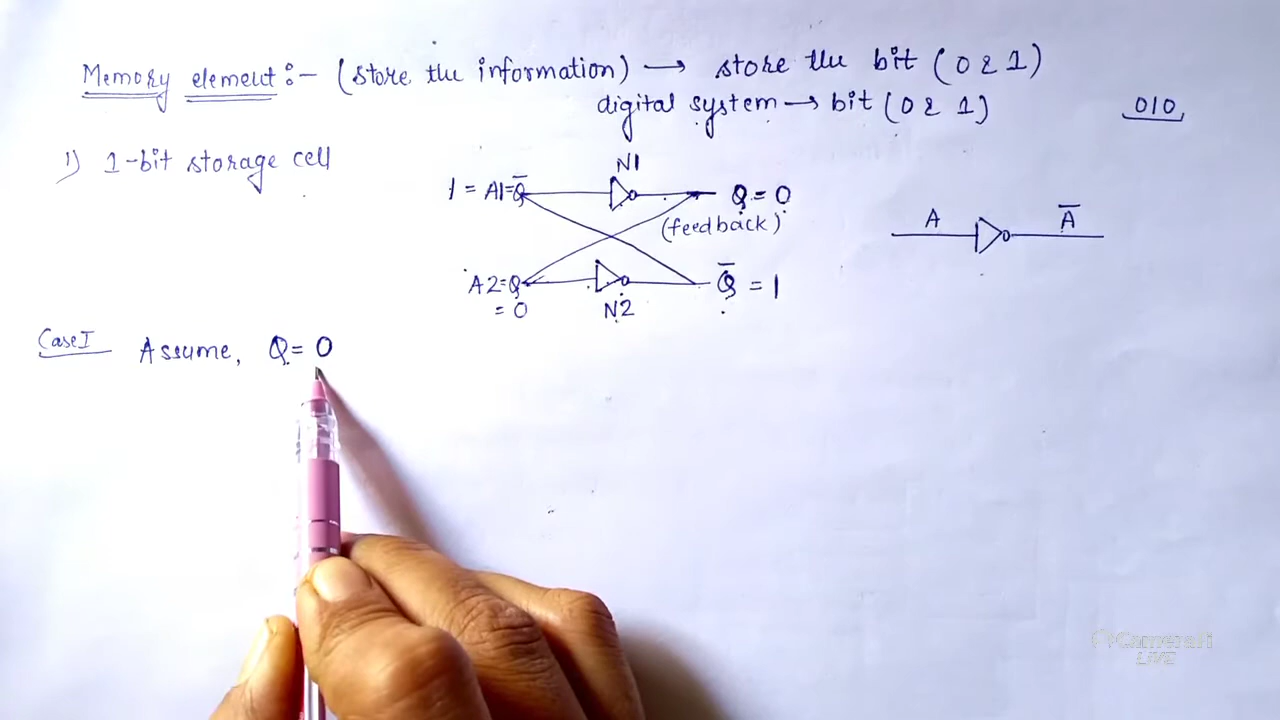 Memory element:- (store the information) → store the bit (0 & 1)
digital system → bit (0 & 1)
010
1) 1-bit storage cell
N1
1 = A1=Q̅
Q = 0
(feedback)
A
A̅
A2=Q
= 0
N2
Q̅ = 1
Case I Assume, Q = 0
LIVE